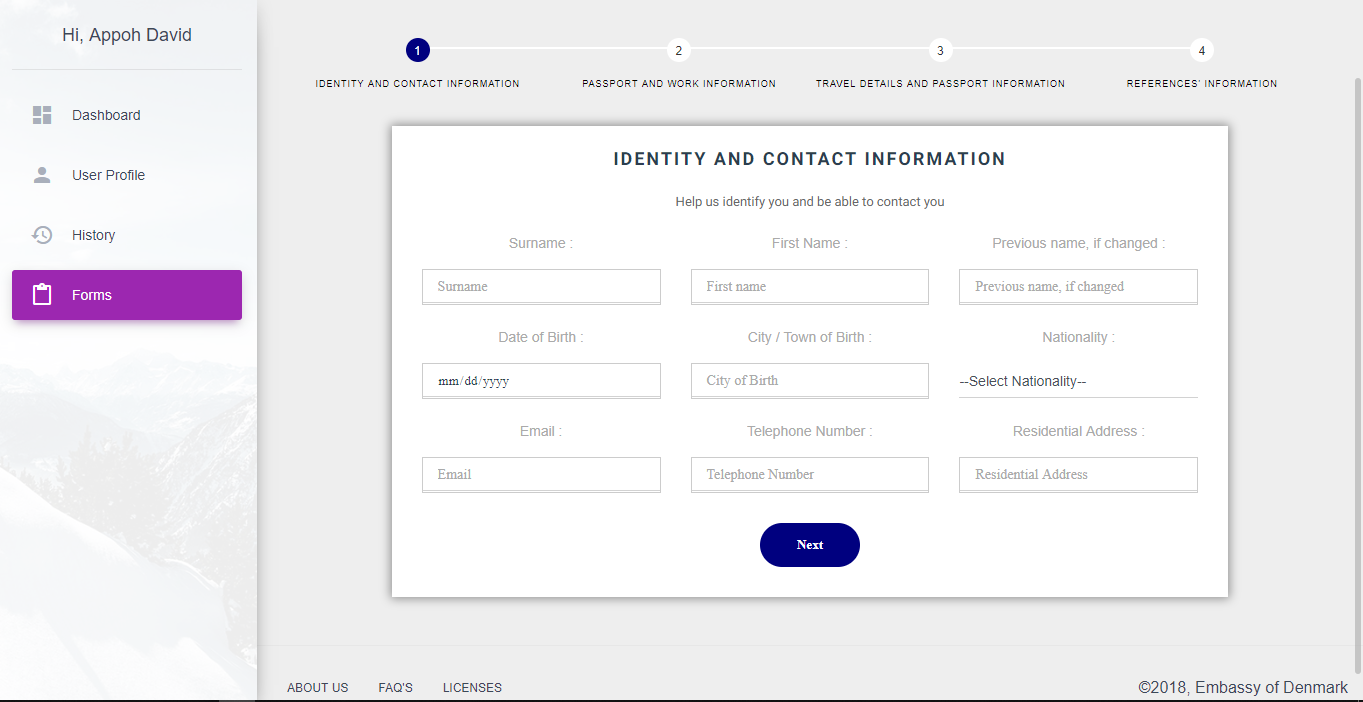 Hi, Appoh David
Dashboard
User Profile
History
Forms
1
2
3
4
IDENTITY AND CONTACT INFORMATION
PASSPORT AND WORK INFORMATION
TRAVEL DETAILS AND PASSPORT INFORMATION
REFERENCES' INFORMATION
IDENTITY AND CONTACT INFORMATION
Help us identify you and be able to contact you
Surname :
First Name :
Previous name, if changed :
Surname
First name
Previous name, if changed
Date of Birth :
City / Town of Birth :
Nationality :
mm/dd/yyyy
City of Birth
--Select Nationality--
Email :
Telephone Number :
Residential Address :
Email
Telephone Number
Residential Address
Next
ABOUT US
FAQ'S
LICENSES
©2018, Embassy of Denmark